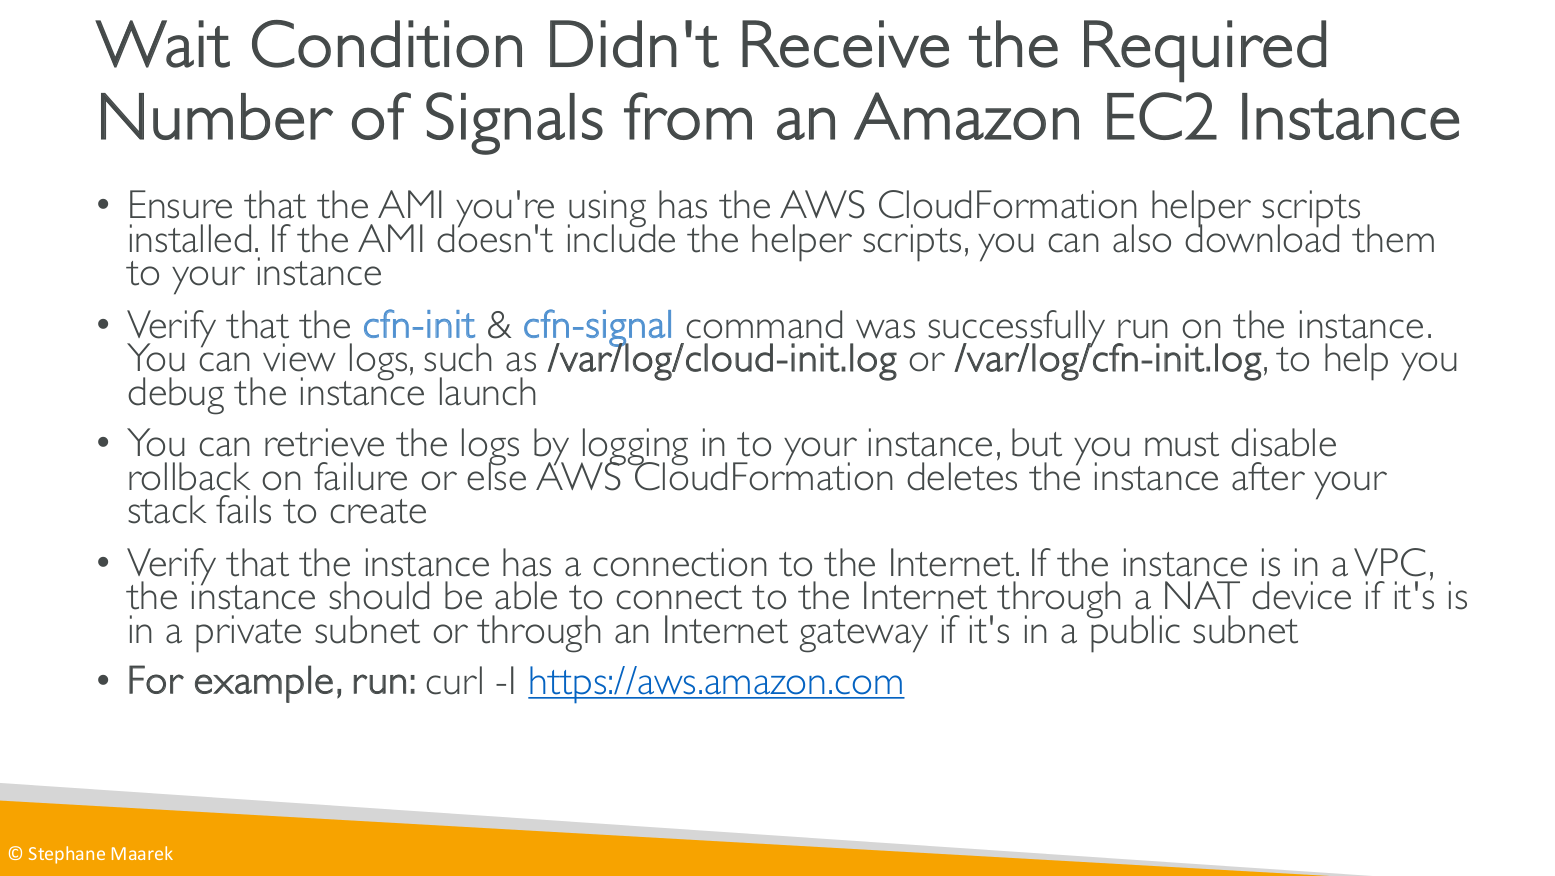 Wait Condition Didn't Receive the Required
Number of Signals from an Amazon EC2 Instance
• Ensure that the AMI you're using has the AWS CloudFormation helper scripts
installed. If the AMI doesn't include the helper scripts, you can also download them
to your instance
• Verify that the cfn-init & cfn-signal command was successfully run on the instance.
You can view logs, such as /var/log/cloud-init.log or /var/log/cfn-init.log, to help you
debug the instance launch
• You can retrieve the logs by logging in to your instance, but you must disable
rollback on failure or else AWS CloudFormation deletes the instance after your
stack fails to create
• Verify that the instance has a connection to the Internet. If the instance is in a VPC,
the instance should be able to connect to the Internet through a NAT device if it's is
in a private subnet or through an Internet gateway if it's in a public subnet
• For example, run: curl -I https://aws.amazon.com
© Stephane Maarek